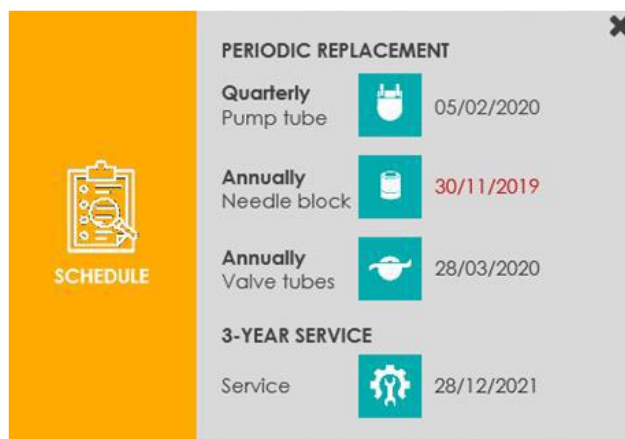 SCHEDULE
PERIODIC REPLACEMENT
Quarterly
Pump tube
05/02/2020
Annually
Needle block
30/11/2019
Annually
Valve tubes
28/03/2020
3-YEAR SERVICE
Service
28/12/2021